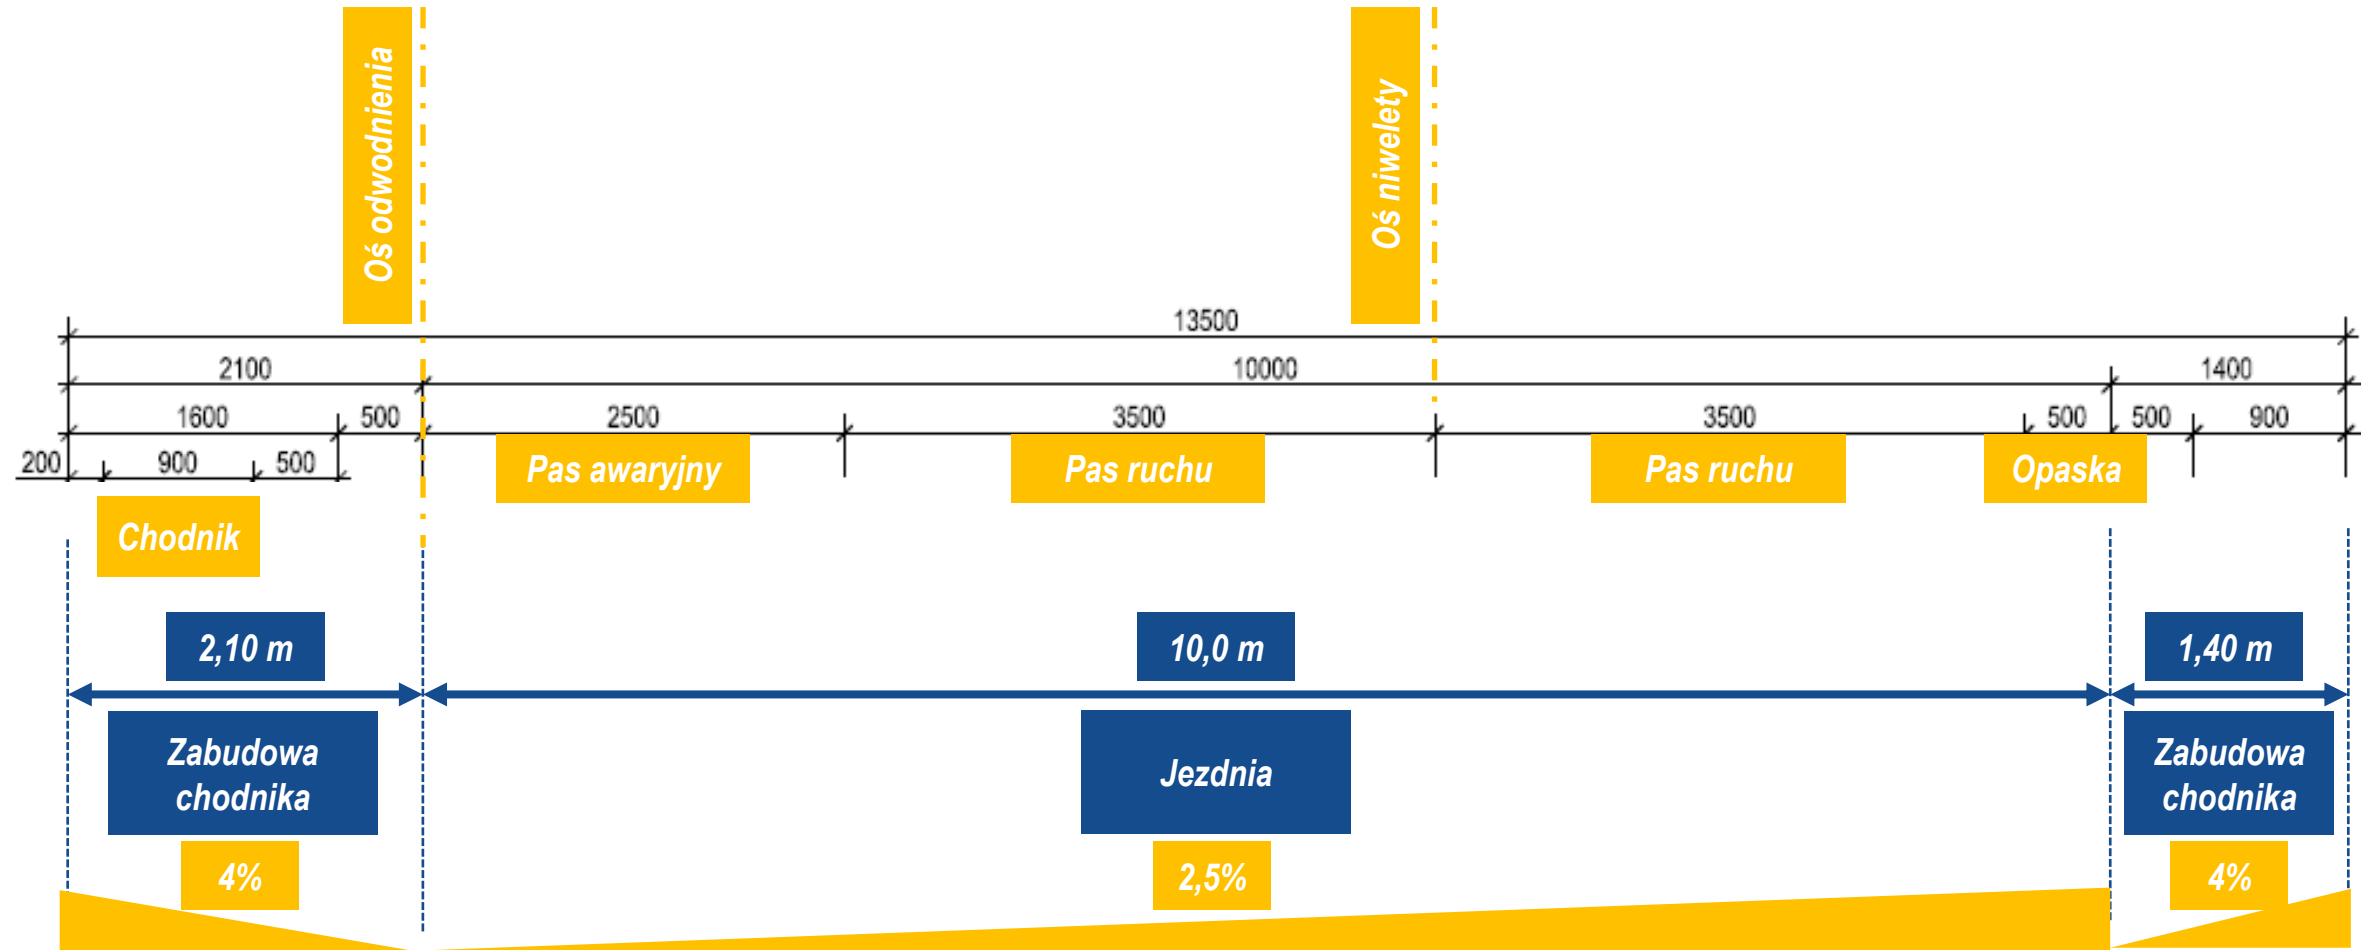 Oś odwodnienia
Oś niwelety
13500
2100
10000
1400
1600
500
2500
3500
3500
500
500
900
200
900
500
Pas awaryjny
Pas ruchu
Pas ruchu
Opaska
Chodnik
2,10 m
10,0 m
1,40 m
Zabudowa
chodnika
Jezdnia
Zabudowa
chodnika
4%
2,5%
4%